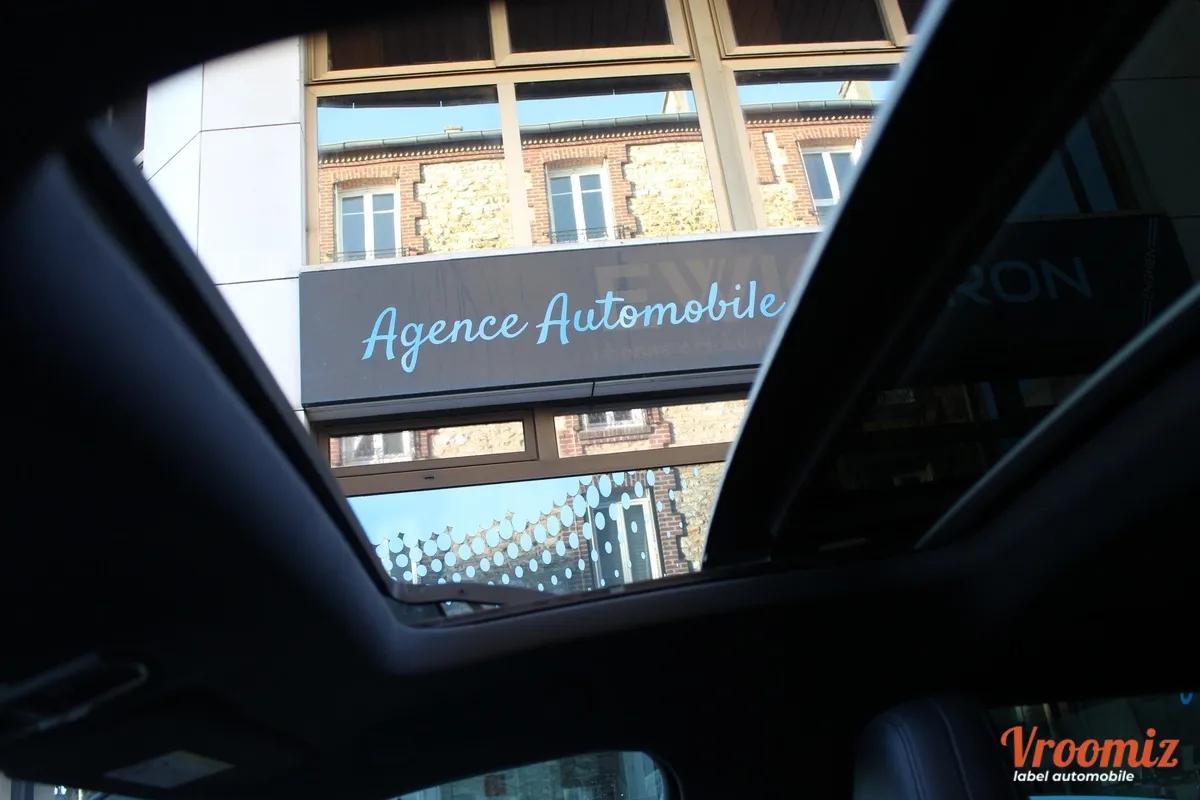 Agence Automobile
RON
Vroomiz
label automobile